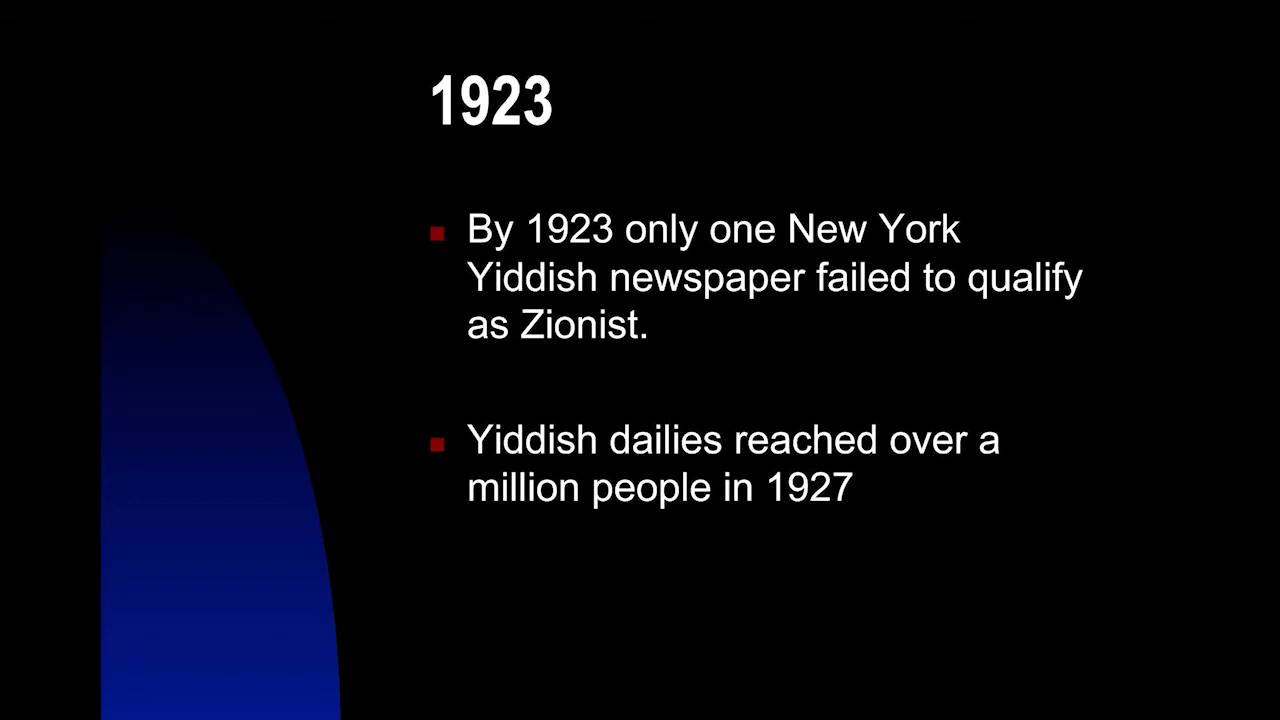 1923
By 1923 only one New York
Yiddish newspaper failed to qualify
as Zionist.
Yiddish dailies reached over a
million people in 1927